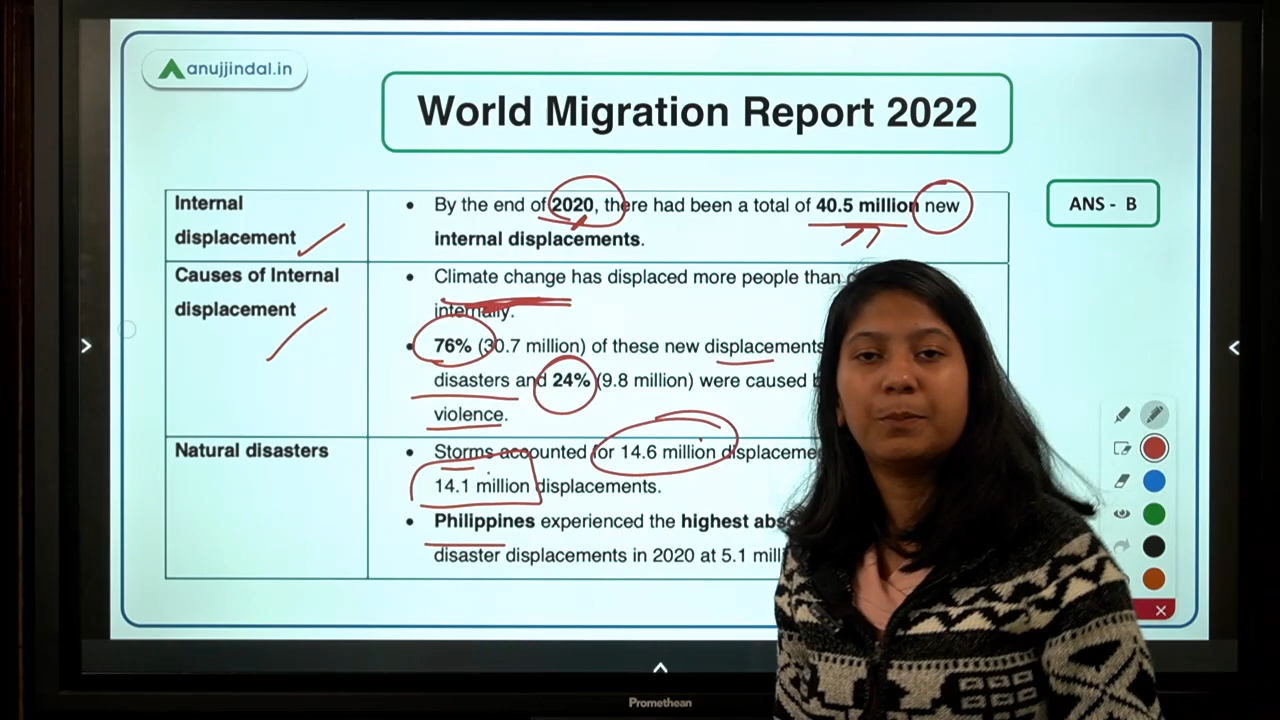 anujjindal.in
World Migration Report 2022
Internal
displacement
• By the end of 2020, there had been a total of 40.5 million new
internal displacements.
ANS - B
Causes of Internal
displacement
• Climate change has displaced more people than
internally.
• 76% (30.7 million) of these new displacements
disasters and 24% (9.8 million) were caused
violence.
Natural disasters
• Storms accounted for 14.6 million
14.1 million displacements.
• Philippines experienced the highest
disaster displacements in 2020 at 5.1
Promethean